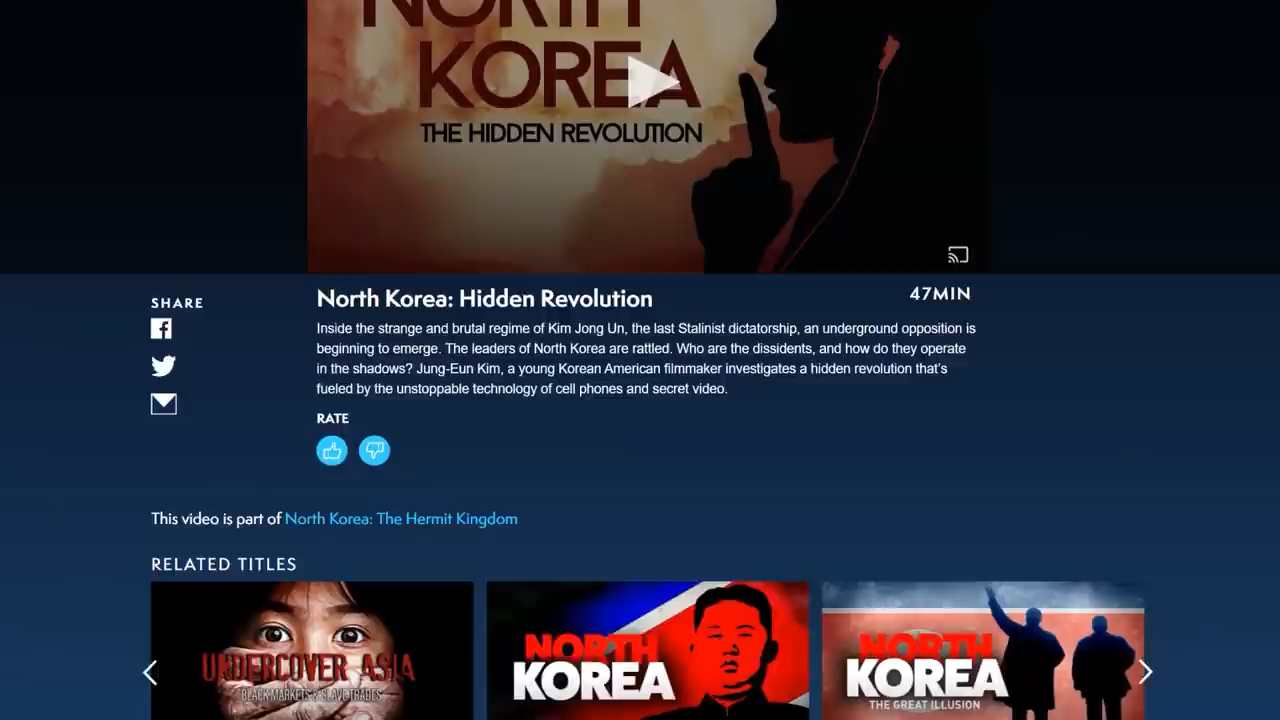 NORTH
KOREA
THE HIDDEN REVOLUTION
SHARE
North Korea: Hidden Revolution
47MIN
Inside the strange and brutal regime of Kim Jong Un, the last Stalinist dictatorship, an underground opposition is
beginning to emerge. The leaders of North Korea are rattled. Who are the dissidents, and how do they operate
in the shadows? Jung-Eun Kim, a young Korean American filmmaker investigates a hidden revolution that's
fueled by the unstoppable technology of cell phones and secret video.
RATE
This video is part of North Korea: The Hermit Kingdom
RELATED TITLES
UNDERCOVER ASIA
BLACK MARKETS & SLAVE TRADES
NORTH
KOREA
NORTH
KOREA
THE GREAT ILLUSION